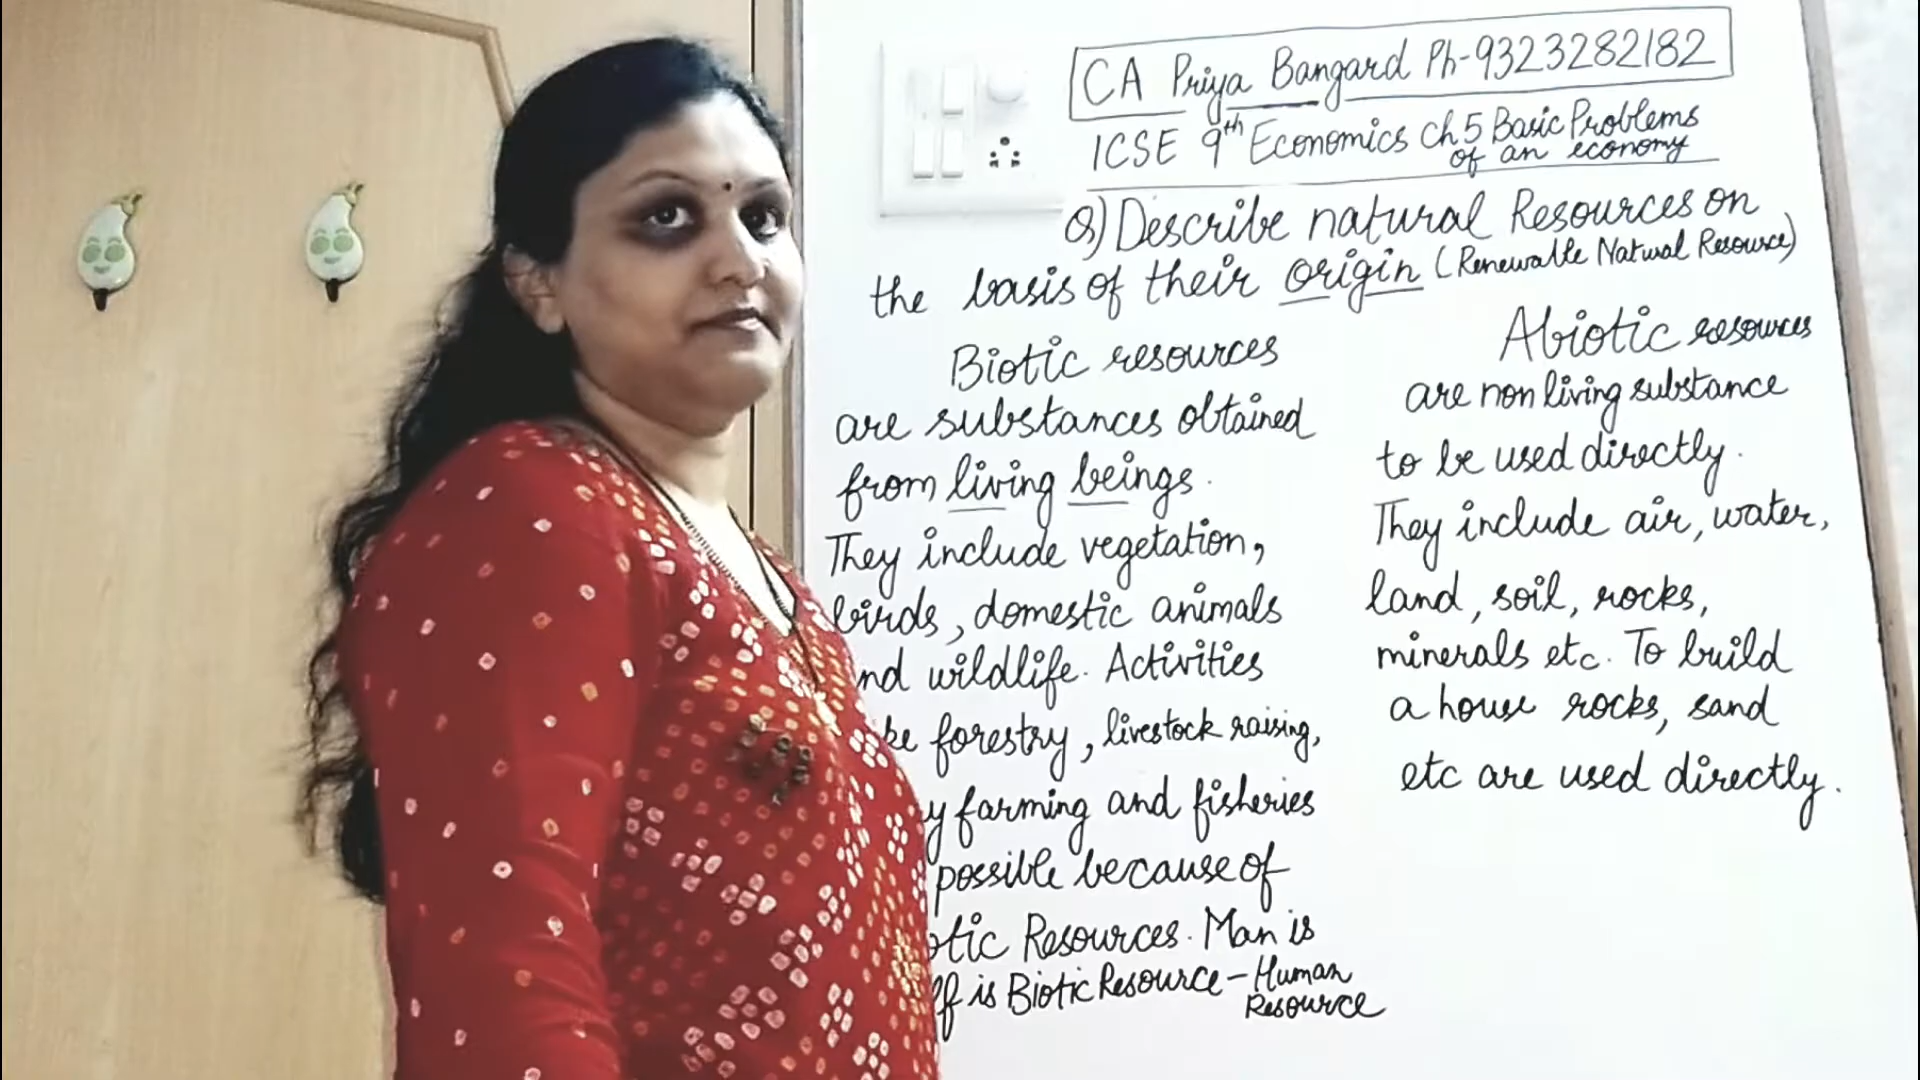 CA Priya Bangard Ph-9323282182
ICSE 9th Economics Ch 5 Basic Problems
of an economy
Q) Describe natural Resources on
the basis of their origin (Renewable Natural Resource)
Biotic resources
are substances obtained
from living beings.
They include vegetation,
birds, domestic animals
nd wildlife. Activities
ke forestry, livestock raising,
y farming and fisheries
possible because of
otic Resources. Man is
lf is Biotic Resource - Human
Resource
Abiotic resources
are non living substance
to be used directly.
They include air, water,
land, soil, rocks,
minerals etc. To build
a house rocks, sand
etc are used directly.